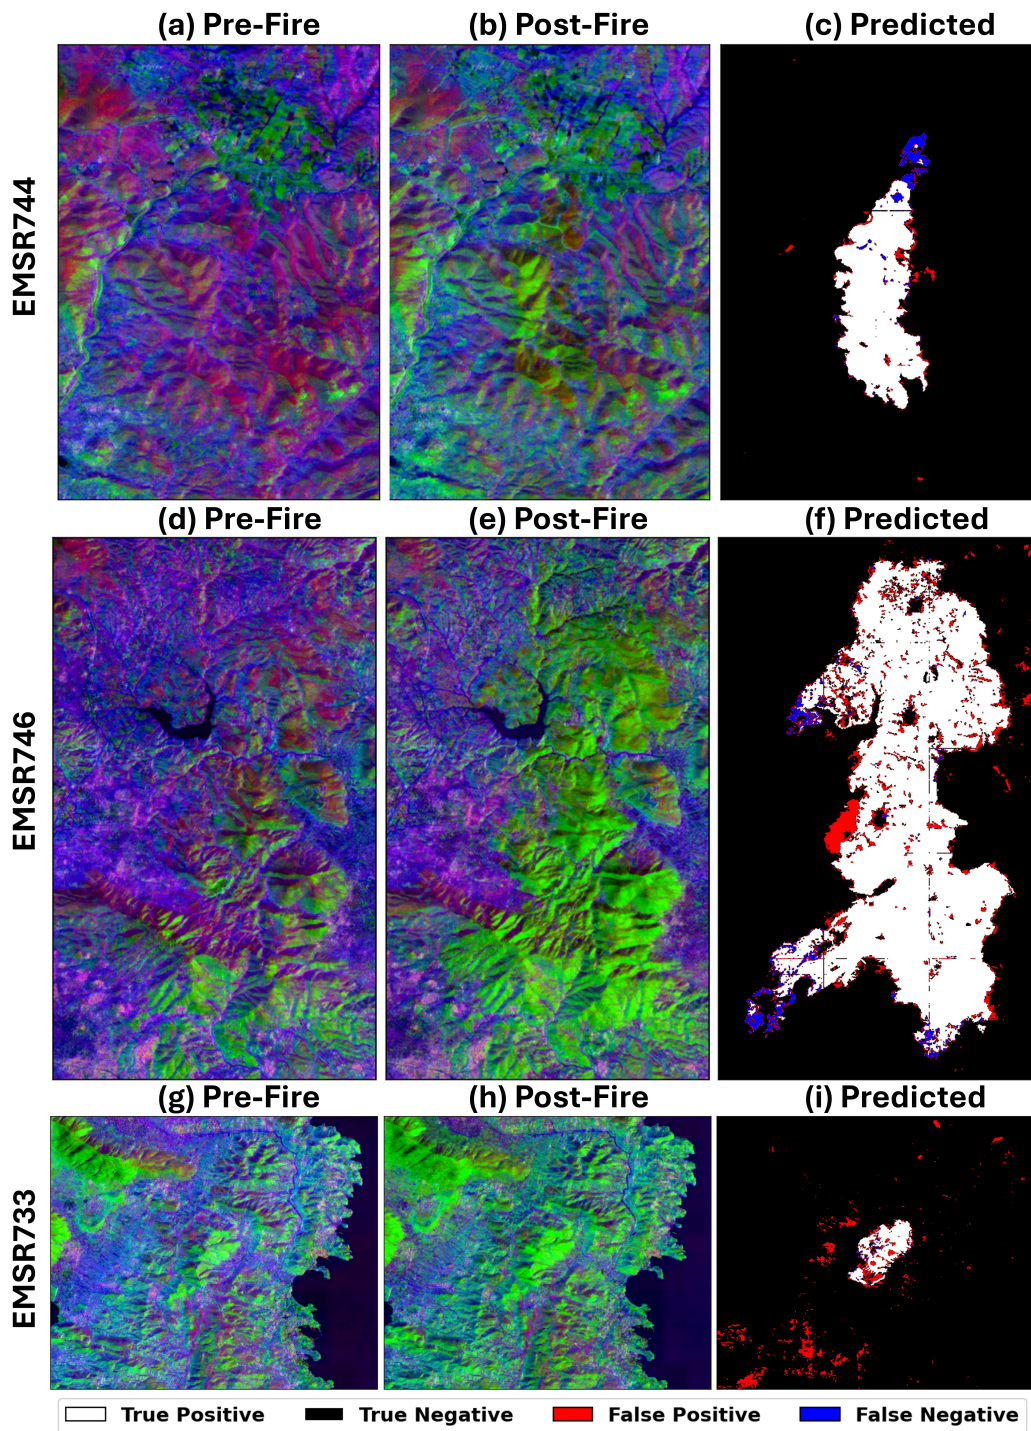 (a) Pre-Fire (b) Post-Fire (c) Predicted
EMSR744
(d) Pre-Fire (e) Post-Fire (f) Predicted
EMSR746
(g) Pre-Fire (h) Post-Fire (i) Predicted
EMSR733
True Positive True Negative False Positive False Negative